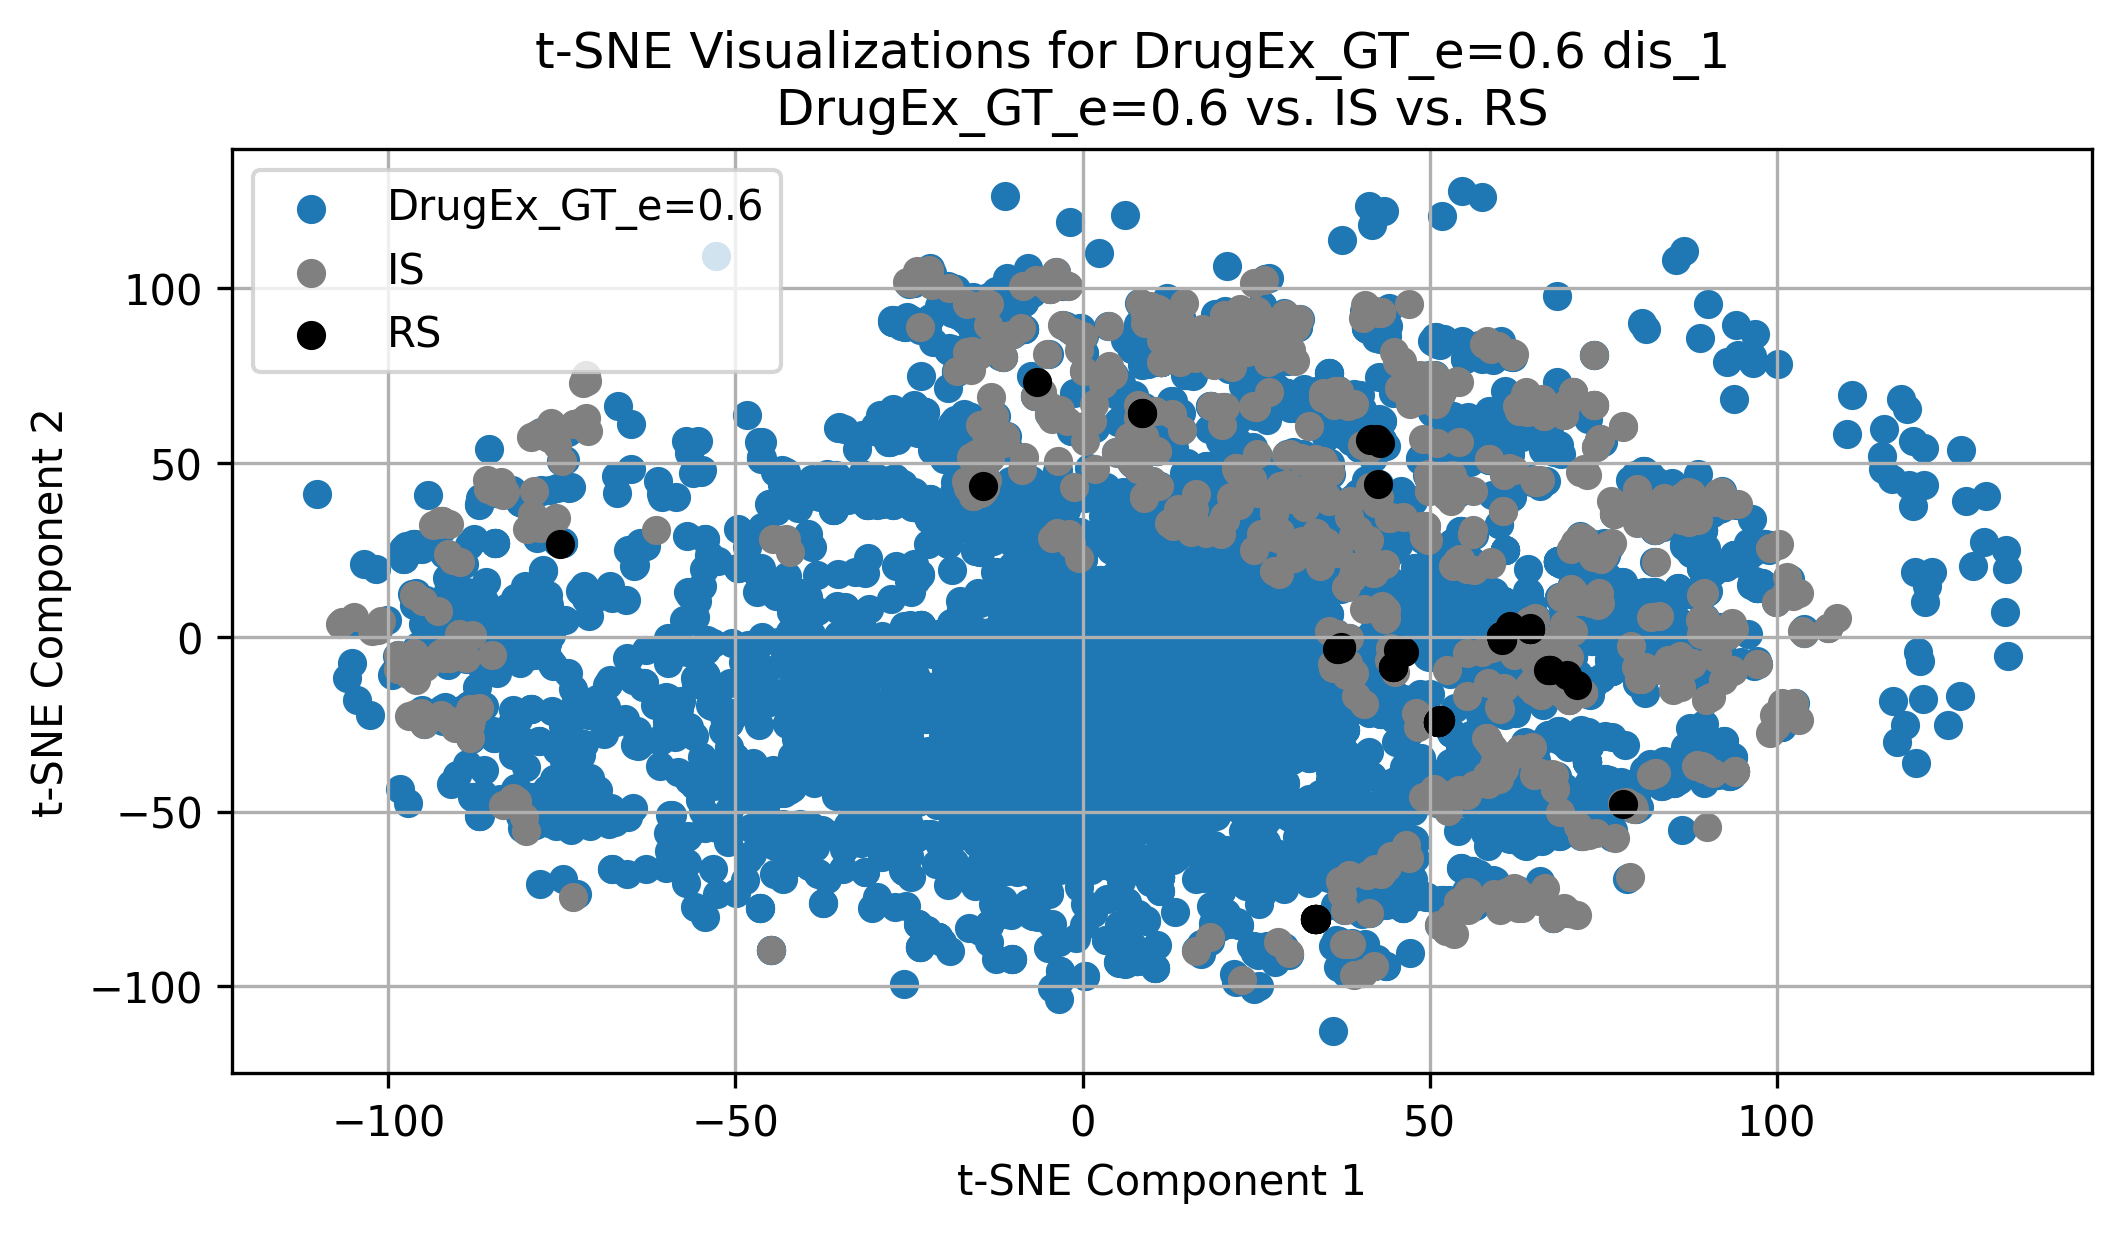 t-SNE Visualizations for DrugEx_GT_e=0.6 dis_1
DrugEx_GT_e=0.6 vs. IS vs. RS
DrugEx_GT_e=0.6
IS
RS
100
50
0
−50
−100
t-SNE Component 2
−100
−50
0
50
100
t-SNE Component 1